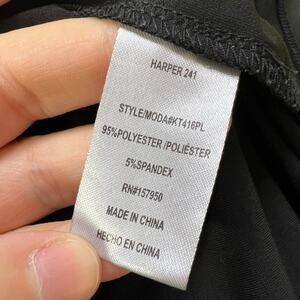 HARPER 241
STYLE/MODA#KT416PL
95%POLYESTER /POLIÉSTER
5%SPANDEX
RN#157950
MADE IN CHINA
HECHO EN CHINA